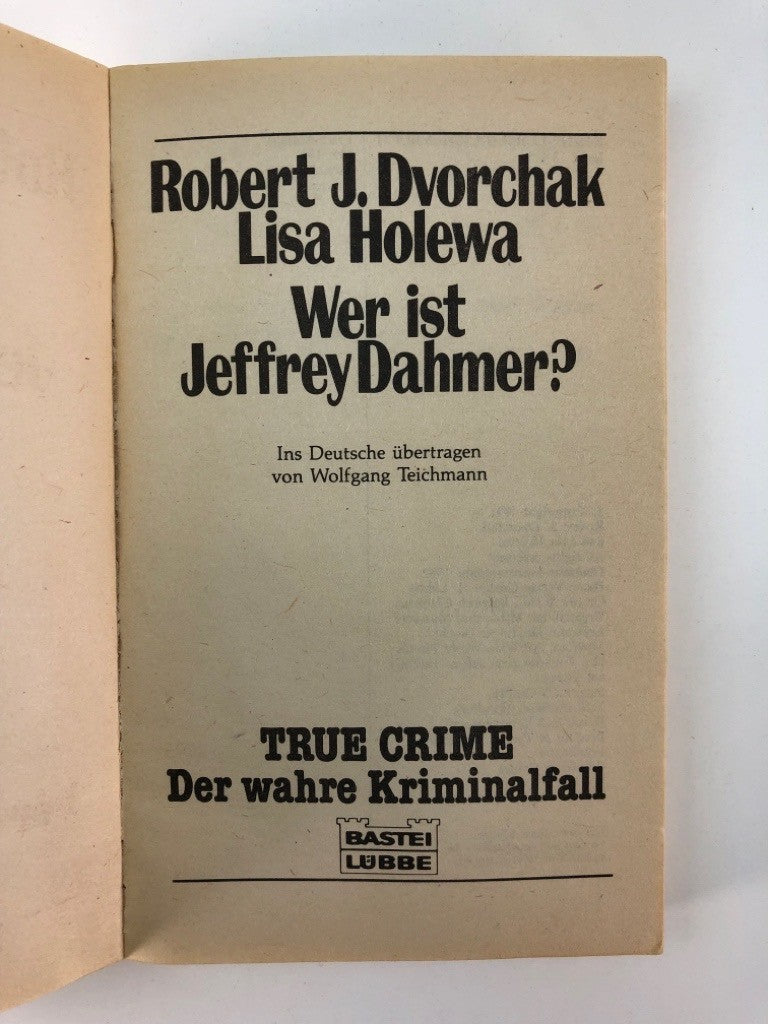 Robert J. Dvorchak
Lisa Holewa
Wer ist
Jeffrey Dahmer?
Ins Deutsche übertragen
von Wolfgang Teichmann
TRUE CRIME
Der wahre Kriminalfall
BASTEI
LÜBBE